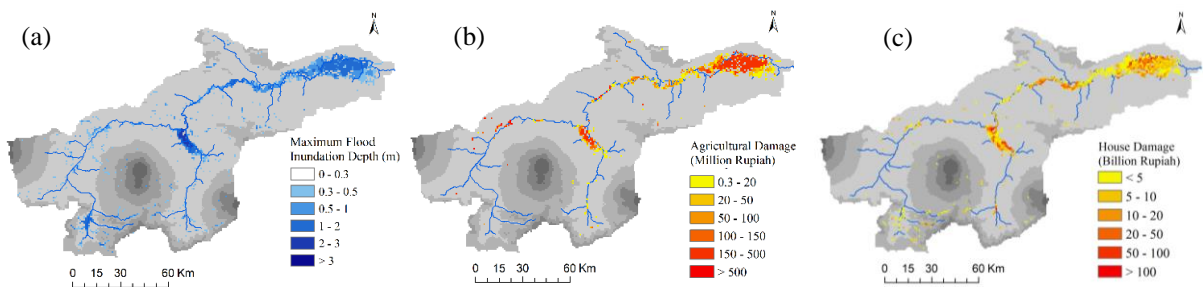 (a)
N
Maximum Flood
Inundation Depth (m)
0 - 0.3
0.3 - 0.5
0.5 - 1
1 - 2
2 - 3
> 3
0 15 30 60 Km
(b)
N
Agricultural Damage
(Million Rupiah)
0.3 - 20
20 - 50
50 - 100
100 - 150
150 - 500
> 500
0 15 30 60 Km
(c)
N
House Damage
(Billion Rupiah)
< 5
5 - 10
10 - 20
20 - 50
50 - 100
> 100
0 15 30 60 Km